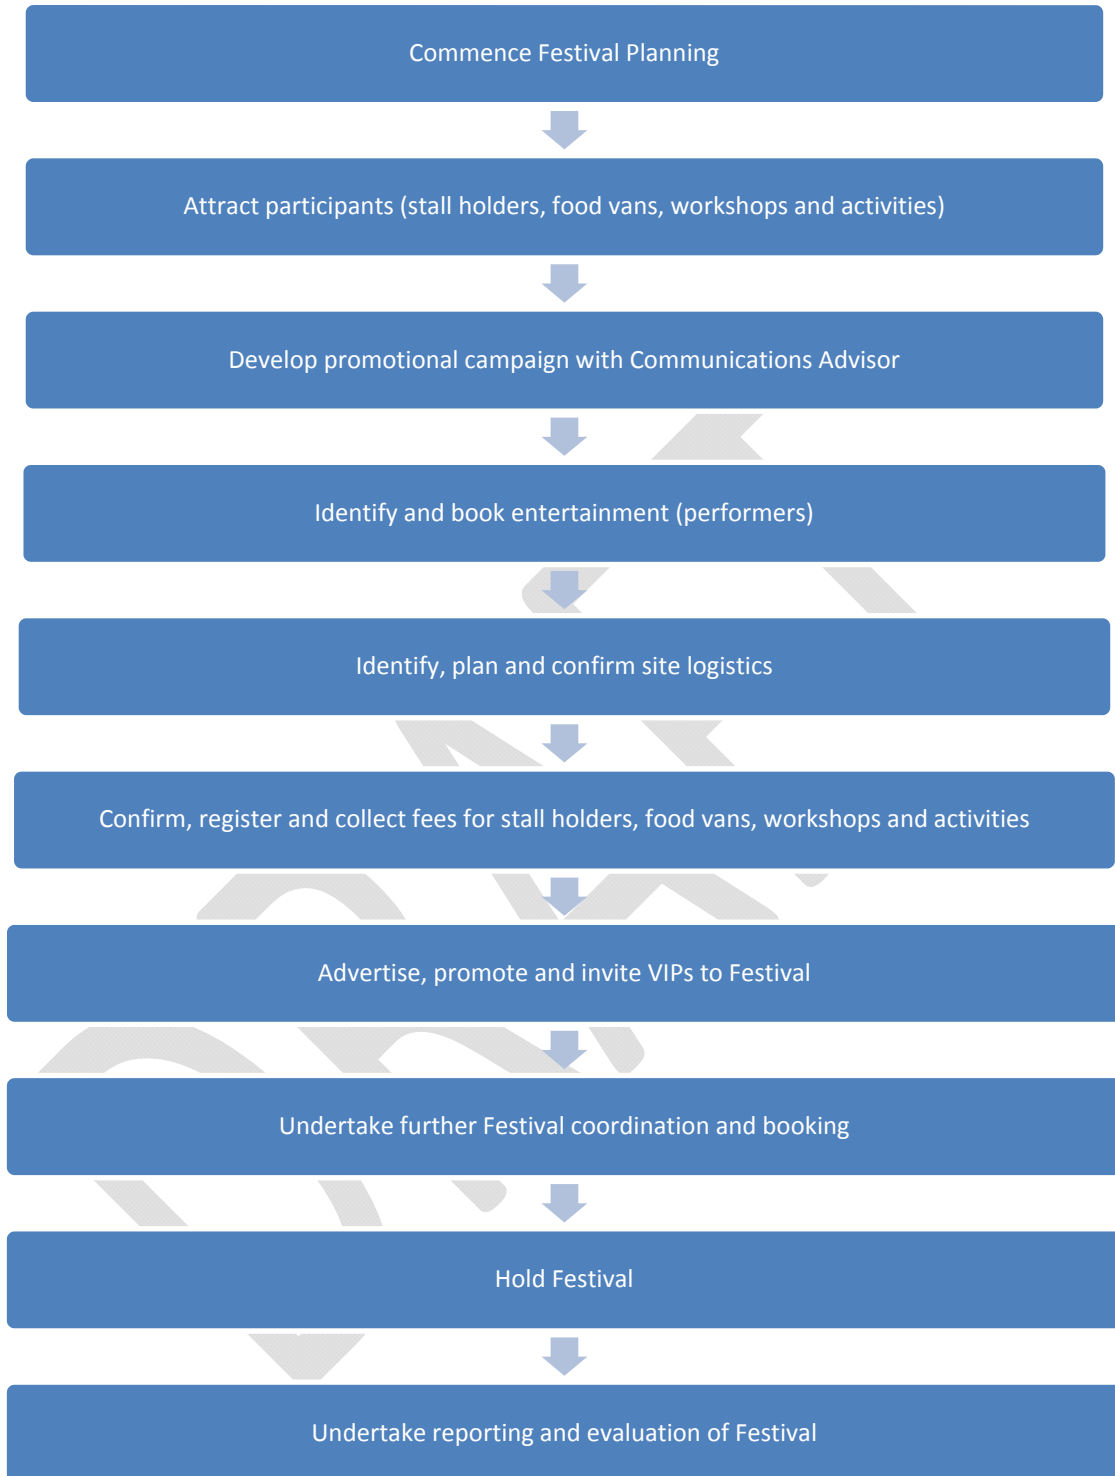 Commence Festival Planning
Attract participants (stall holders, food vans, workshops and activities)
Develop promotional campaign with Communications Advisor
Identify and book entertainment (performers)
Identify, plan and confirm site logistics
Confirm, register and collect fees for stall holders, food vans, workshops and activities
Advertise, promote and invite VIPs to Festival
Undertake further Festival coordination and booking
Hold Festival
Undertake reporting and evaluation of Festival